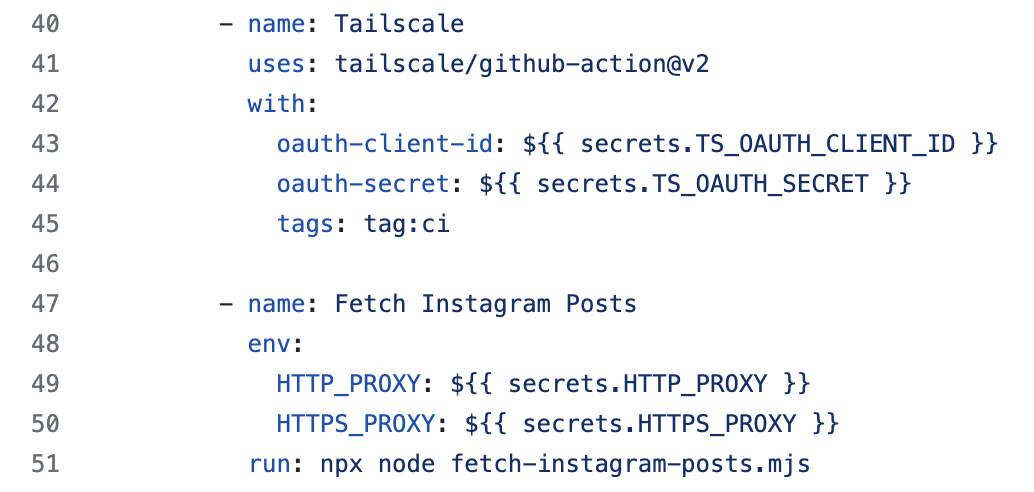 40 - name: Tailscale
41 uses: tailscale/github-action@v2
42 with:
43 oauth-client-id: ${{ secrets.TS_OAUTH_CLIENT_ID }}
44 oauth-secret: ${{ secrets.TS_OAUTH_SECRET }}
45 tags: tag:ci
46
47 - name: Fetch Instagram Posts
48 env:
49 HTTP_PROXY: ${{ secrets.HTTP_PROXY }}
50 HTTPS_PROXY: ${{ secrets.HTTPS_PROXY }}
51 run: npx node fetch-instagram-posts.mjs